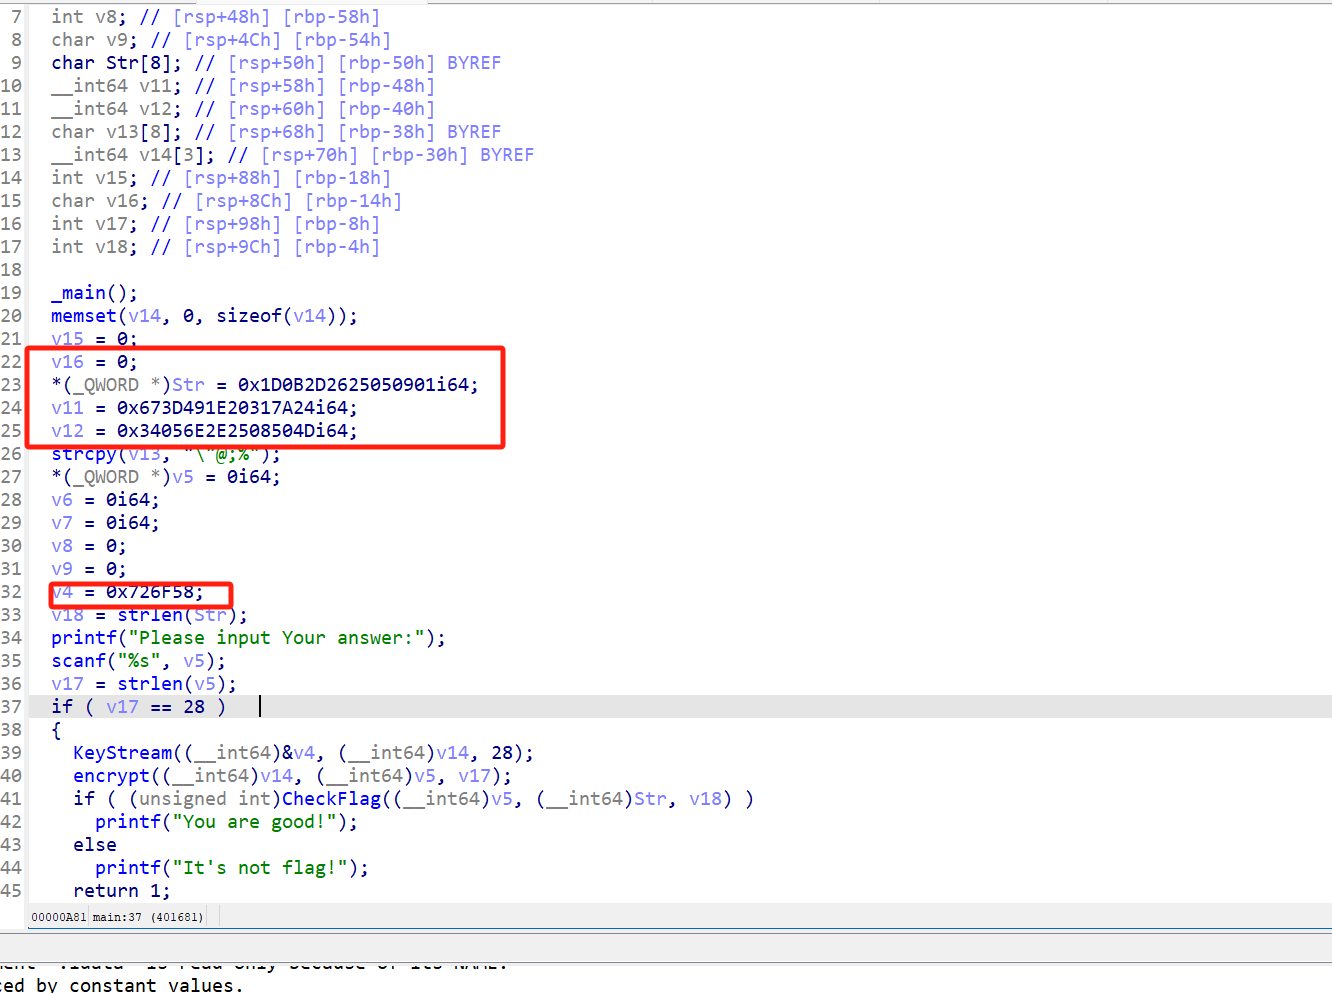 7 int v8; // [rsp+48h] [rbp-58h]
8 char v9; // [rsp+4Ch] [rbp-54h]
9 char Str[8]; // [rsp+50h] [rbp-50h] BYREF
10 __int64 v11; // [rsp+58h] [rbp-48h]
11 __int64 v12; // [rsp+60h] [rbp-40h]
12 char v13[8]; // [rsp+68h] [rbp-38h] BYREF
13 __int64 v14[3]; // [rsp+70h] [rbp-30h] BYREF
14 int v15; // [rsp+88h] [rbp-18h]
15 char v16; // [rsp+8Ch] [rbp-14h]
16 int v17; // [rsp+98h] [rbp-8h]
17 int v18; // [rsp+9Ch] [rbp-4h]
18
19 _main();
20 memset(v14, 0, sizeof(v14));
21 v15 = 0;
22 v16 = 0;
23 *(_QWORD *)Str = 0x1D0B2D2625050901i64;
24 v11 = 0x673D491E20317A24i64;
25 v12 = 0x34056E2E2508504Di64;
26 strcpy(v13, "\"@;%");
27 *(_QWORD *)v5 = 0i64;
28 v6 = 0i64;
29 v7 = 0i64;
30 v8 = 0;
31 v9 = 0;
32 v4 = 0x726F58;
33 v18 = strlen(Str);
34 printf("Please input Your answer:");
35 scanf("%s", v5);
36 v17 = strlen(v5);
37 if ( v17 == 28 )
38 {
39 KeyStream((__int64)&v4, (__int64)v14, 28);
40 encrypt((__int64)v14, (__int64)v5, v17);
41 if ( (unsigned int)CheckFlag((__int64)v5, (__int64)Str, v18) )
42 printf("You are good!");
43 else
44 printf("It's not flag!");
45 return 1;
00000A81 main:37 (401681)
is read-only because of its NAME.
ced by constant values.